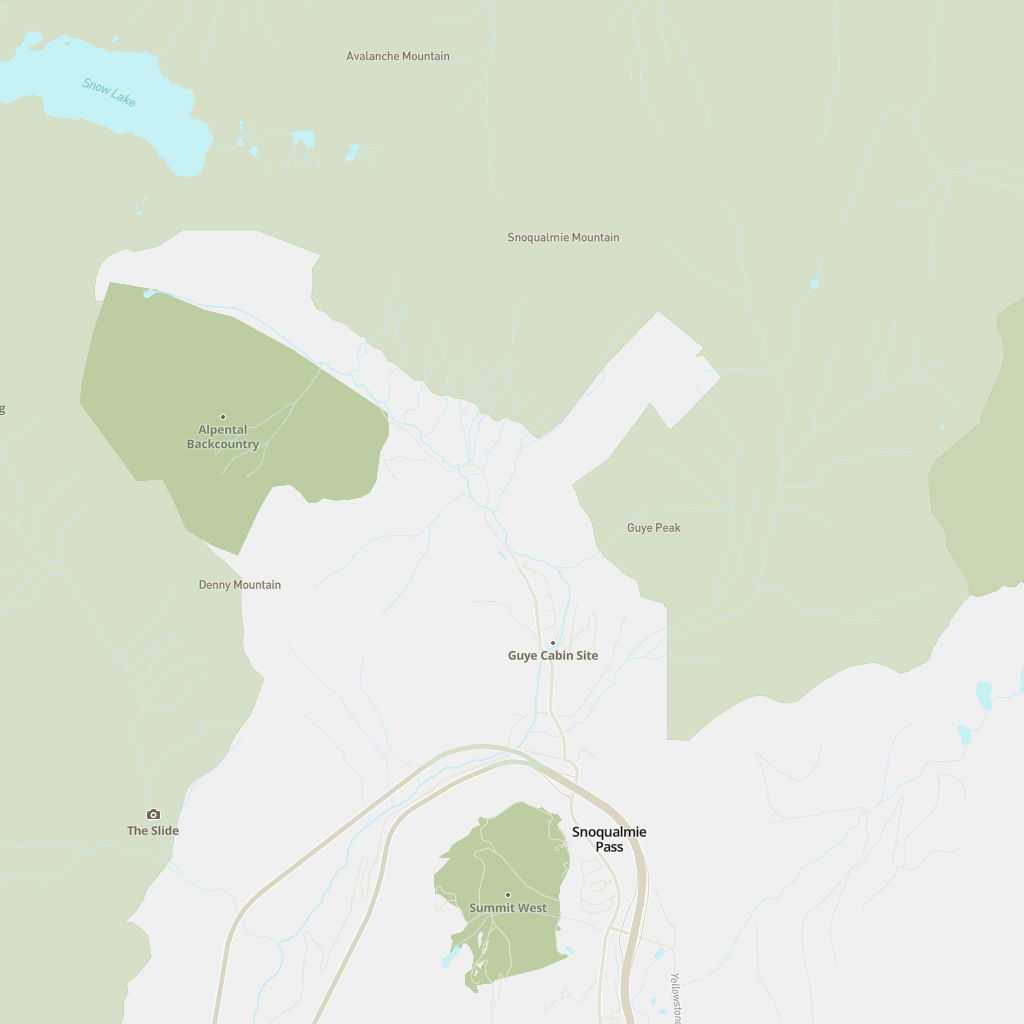 Avalanche Mountain
Snow Lake
Snoqualmie Mountain
g
Alpental
Backcountry
Guye Peak
Denny Mountain
Guye Cabin Site
The Slide
Snoqualmie
Pass
Summit West
Yellowstone